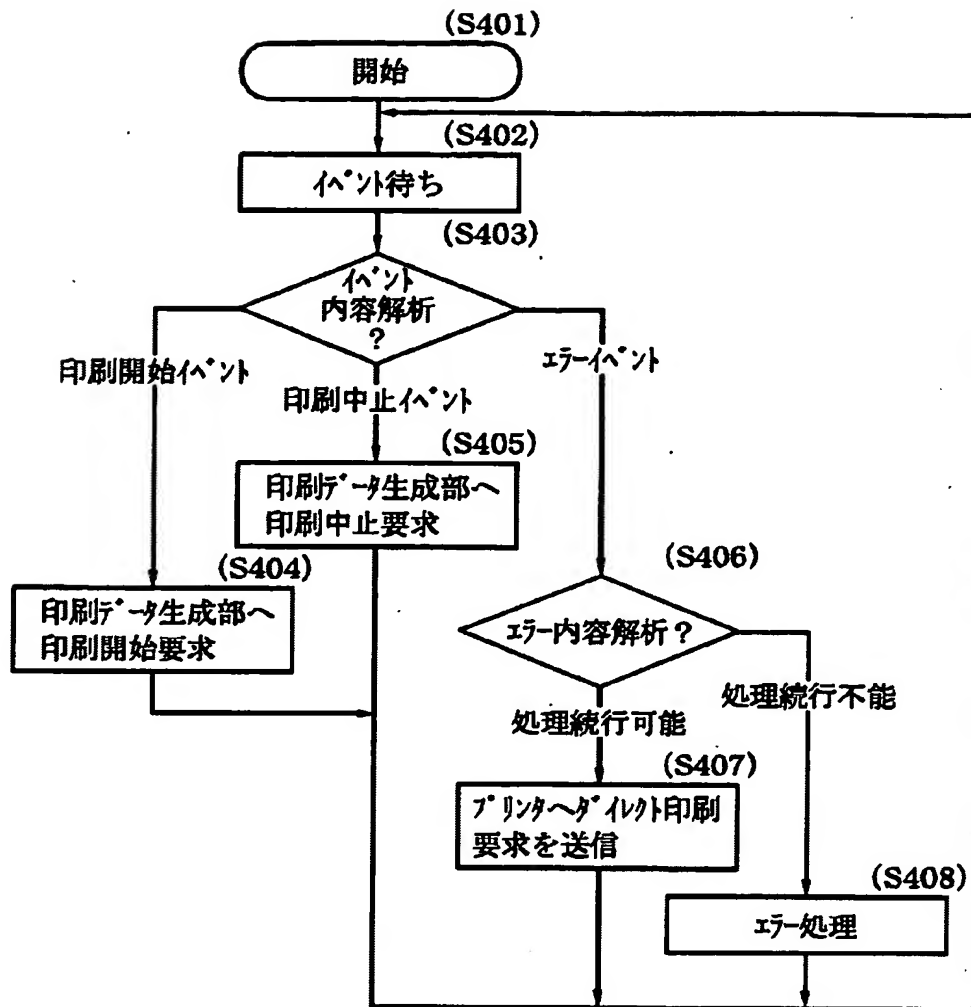 (S401)
開始
(S402)
イベント待ち
(S403)
イベント
内容解析
?
印刷開始イベント
印刷中止イベント
エラーイベント
(S405)
印刷データ生成部へ
印刷中止要求
(S404)
印刷データ生成部へ
印刷開始要求
(S406)
エラー内容解析?
処理続行可能
処理続行不能
(S407)
プリンタへダイレクト印刷
要求を送信
(S408)
エラー処理